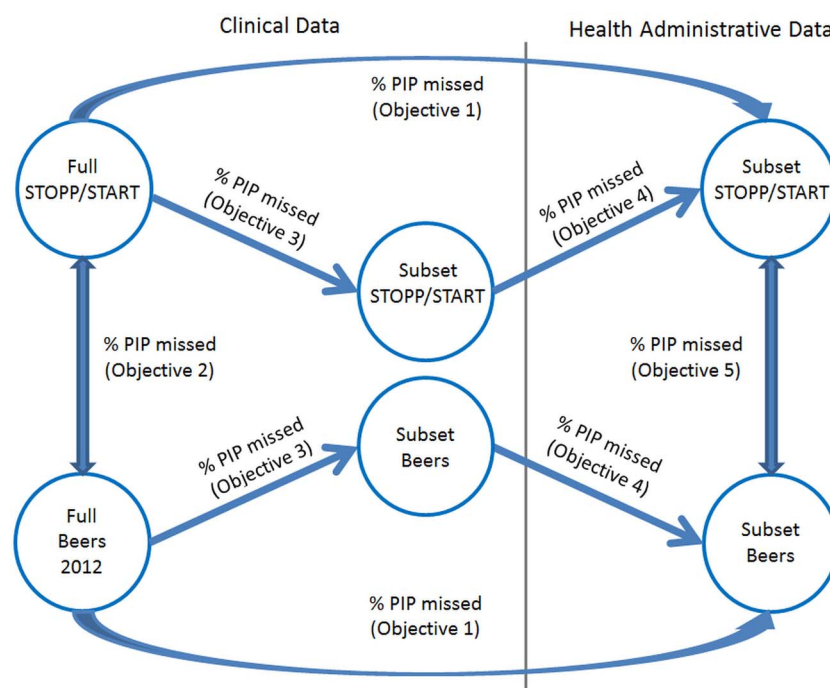 Clinical Data
Health Administrative Data
% PIP missed
(Objective 1)
Full
STOPP/START
% PIP missed
(Objective 3)
Subset
STOPP/START
% PIP missed
(Objective 4)
Subset
STOPP/START
% PIP missed
(Objective 2)
% PIP missed
(Objective 5)
Full
Beers
2012
% PIP missed
(Objective 3)
Subset
Beers
% PIP missed
(Objective 4)
Subset
Beers
% PIP missed
(Objective 1)